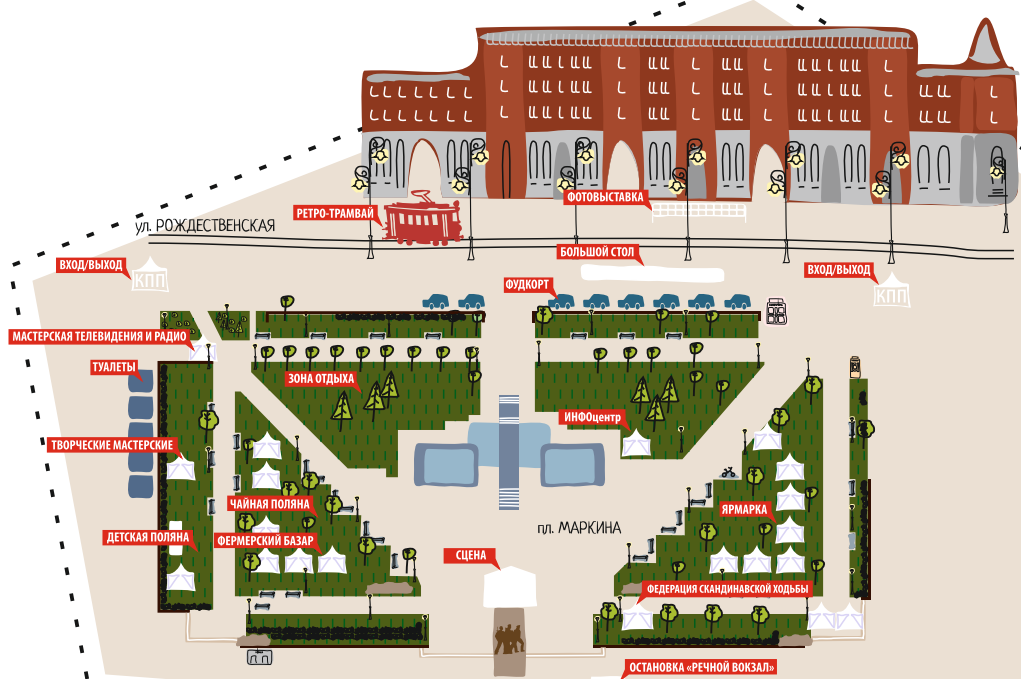 ФОТОВЫСТАВКА
РЕТРО-ТРАМВАЙ
ул. РОЖДЕСТВЕНСКАЯ
БОЛЬШОЙ СТОЛ
ВХОД/ВЫХОД
КПП
ВХОД/ВЫХОД
КПП
ФУДКОРТ
МАСТЕРСКАЯ ТЕЛЕВИДЕНИЯ И РАДИО
ТУАЛЕТЫ
ЗОНА ОТДЫХА
ИНФОцентр
ТВОРЧЕСКИЕ МАСТЕРСКИЕ
ЧАЙНАЯ ПОЛЯНА
ЯРМАРКА
пл. МАРКИНА
ДЕТСКАЯ ПОЛЯНА
ФЕРМЕРСКИЙ БАЗАР
СЦЕНА
ФЕДЕРАЦИЯ СКАНДИНАВСКОЙ ХОДЬБЫ
ОСТАНОВКА «РЕЧНОЙ ВОКЗАЛ»